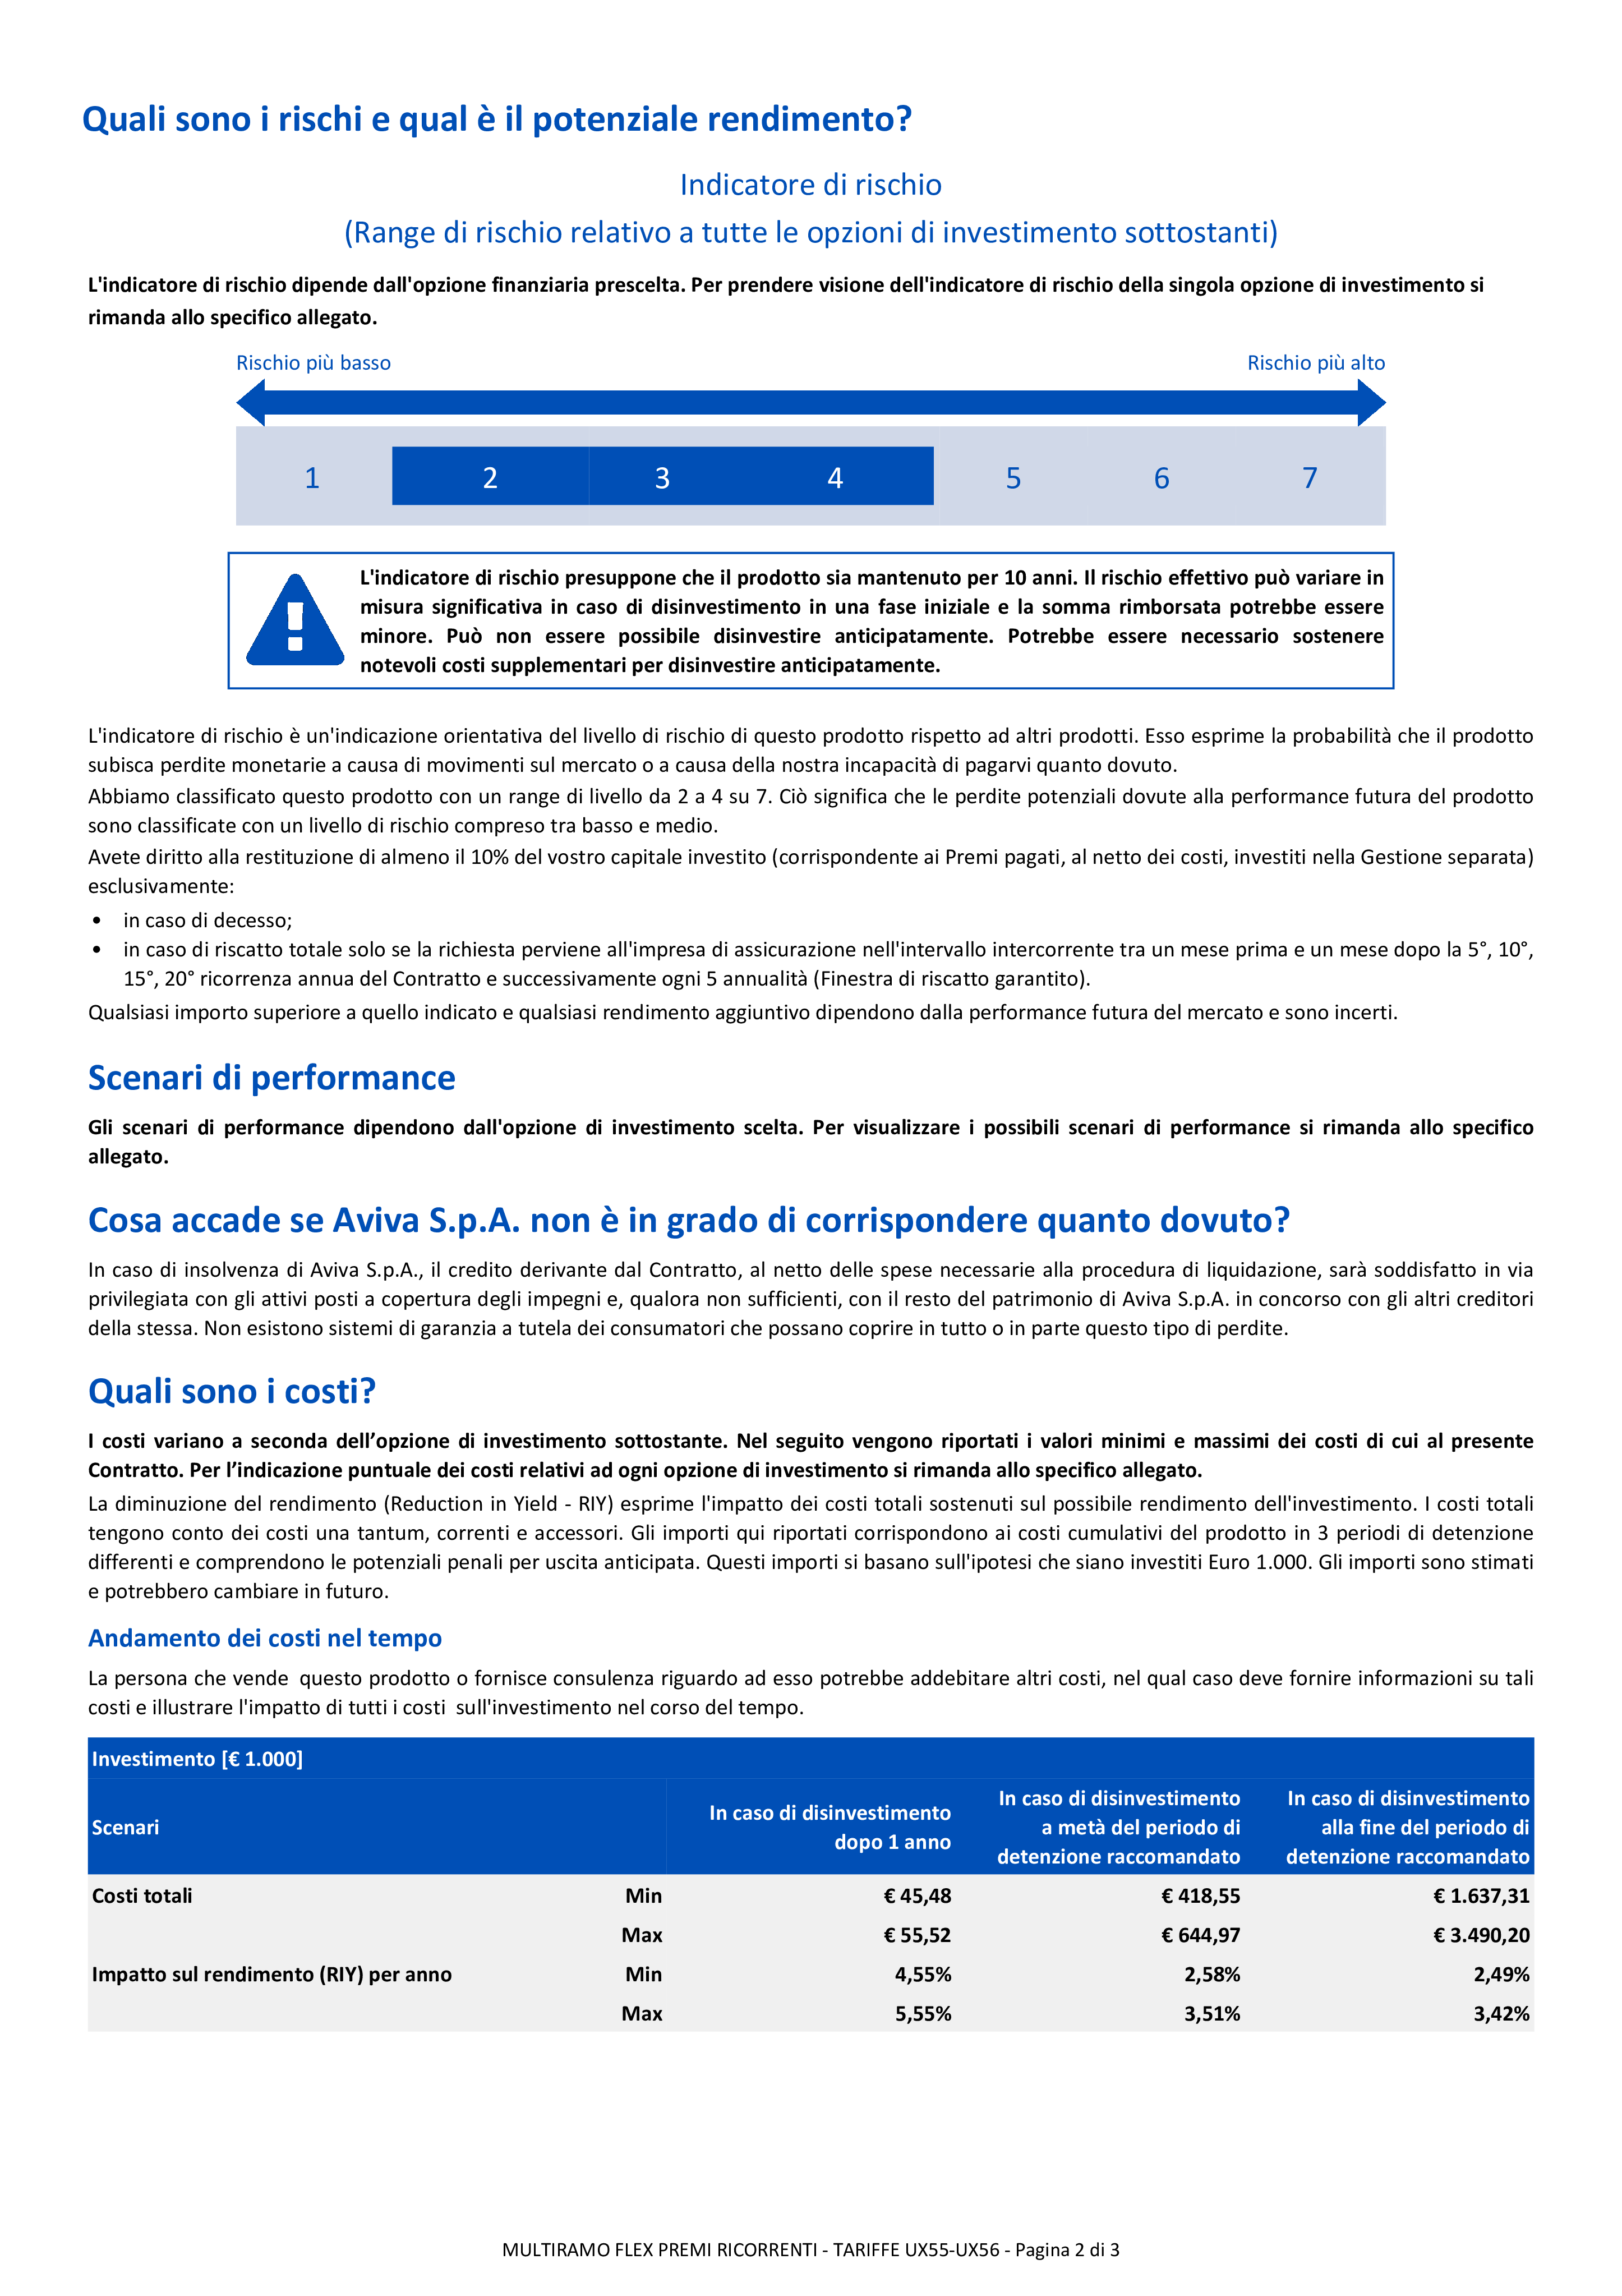 Quali sono i rischi e qual è il potenziale rendimento?
Indicatore di rischio
(Range di rischio relativo a tutte le opzioni di investimento sottostanti)
L'indicatore di rischio dipende dall'opzione finanziaria prescelta. Per prendere visione dell'indicatore di rischio della singola opzione di investimento si
rimanda allo specifico allegato.
Rischio più basso Rischio più alto
1 2 3 4 5 6 7
L'indicatore di rischio presuppone che il prodotto sia mantenuto per 10 anni. Il rischio effettivo può variare in
misura significativa in caso di disinvestimento in una fase iniziale e la somma rimborsata potrebbe essere
minore. Può non essere possibile disinvestire anticipatamente. Potrebbe essere necessario sostenere
notevoli costi supplementari per disinvestire anticipatamente.
L'indicatore di rischio è un'indicazione orientativa del livello di rischio di questo prodotto rispetto ad altri prodotti. Esso esprime la probabilità che il prodotto
subisca perdite monetarie a causa di movimenti sul mercato o a causa della nostra incapacità di pagarvi quanto dovuto.
Abbiamo classificato questo prodotto con un range di livello da 2 a 4 su 7. Ciò significa che le perdite potenziali dovute alla performance futura del prodotto
sono classificate con un livello di rischio compreso tra basso e medio.
Avete diritto alla restituzione di almeno il 10% del vostro capitale investito (corrispondente ai Premi pagati, al netto dei costi, investiti nella Gestione separata)
esclusivamente:
• in caso di decesso;
• in caso di riscatto totale solo se la richiesta perviene all'impresa di assicurazione nell'intervallo intercorrente tra un mese prima e un mese dopo la 5°, 10°,
15°, 20° ricorrenza annua del Contratto e successivamente ogni 5 annualità (Finestra di riscatto garantito).
Qualsiasi importo superiore a quello indicato e qualsiasi rendimento aggiuntivo dipendono dalla performance futura del mercato e sono incerti.
Scenari di performance
Gli scenari di performance dipendono dall'opzione di investimento scelta. Per visualizzare i possibili scenari di performance si rimanda allo specifico
allegato.
Cosa accade se Aviva S.p.A. non è in grado di corrispondere quanto dovuto?
In caso di insolvenza di Aviva S.p.A., il credito derivante dal Contratto, al netto delle spese necessarie alla procedura di liquidazione, sarà soddisfatto in via
privilegiata con gli attivi posti a copertura degli impegni e, qualora non sufficienti, con il resto del patrimonio di Aviva S.p.A. in concorso con gli altri creditori
della stessa. Non esistono sistemi di garanzia a tutela dei consumatori che possano coprire in tutto o in parte questo tipo di perdite.
Quali sono i costi?
I costi variano a seconda dell’opzione di investimento sottostante. Nel seguito vengono riportati i valori minimi e massimi dei costi di cui al presente
Contratto. Per l’indicazione puntuale dei costi relativi ad ogni opzione di investimento si rimanda allo specifico allegato.
La diminuzione del rendimento (Reduction in Yield - RIY) esprime l'impatto dei costi totali sostenuti sul possibile rendimento dell'investimento. I costi totali
tengono conto dei costi una tantum, correnti e accessori. Gli importi qui riportati corrispondono ai costi cumulativi del prodotto in 3 periodi di detenzione
differenti e comprendono le potenziali penali per uscita anticipata. Questi importi si basano sull'ipotesi che siano investiti Euro 1.000. Gli importi sono stimati
e potrebbero cambiare in futuro.
Andamento dei costi nel tempo
La persona che vende questo prodotto o fornisce consulenza riguardo ad esso potrebbe addebitare altri costi, nel qual caso deve fornire informazioni su tali
costi e illustrare l'impatto di tutti i costi sull'investimento nel corso del tempo.
Investimento [€ 1.000]
Scenari
In caso di disinvestimento
dopo 1 anno
In caso di disinvestimento
a metà del periodo di
detenzione raccomandato
In caso di disinvestimento
alla fine del periodo di
detenzione raccomandato
Costi totali Min € 45,48 € 418,55 € 1.637,31
Max € 55,52 € 644,97 € 3.490,20
Impatto sul rendimento (RIY) per anno Min 4,55% 2,58% 2,49%
Max 5,55% 3,51% 3,42%
MULTIRAMO FLEX PREMI RICORRENTI - TARIFFE UX55-UX56 - Pagina 2 di 3